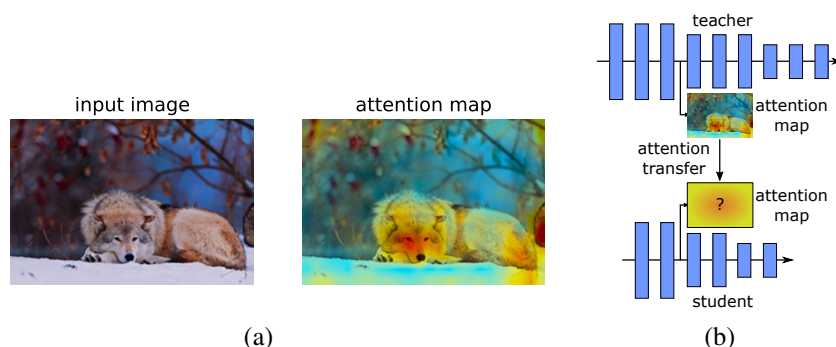 input image
attention map
(a)
teacher
attention
map
attention
transfer
?
attention
map
student
(b)